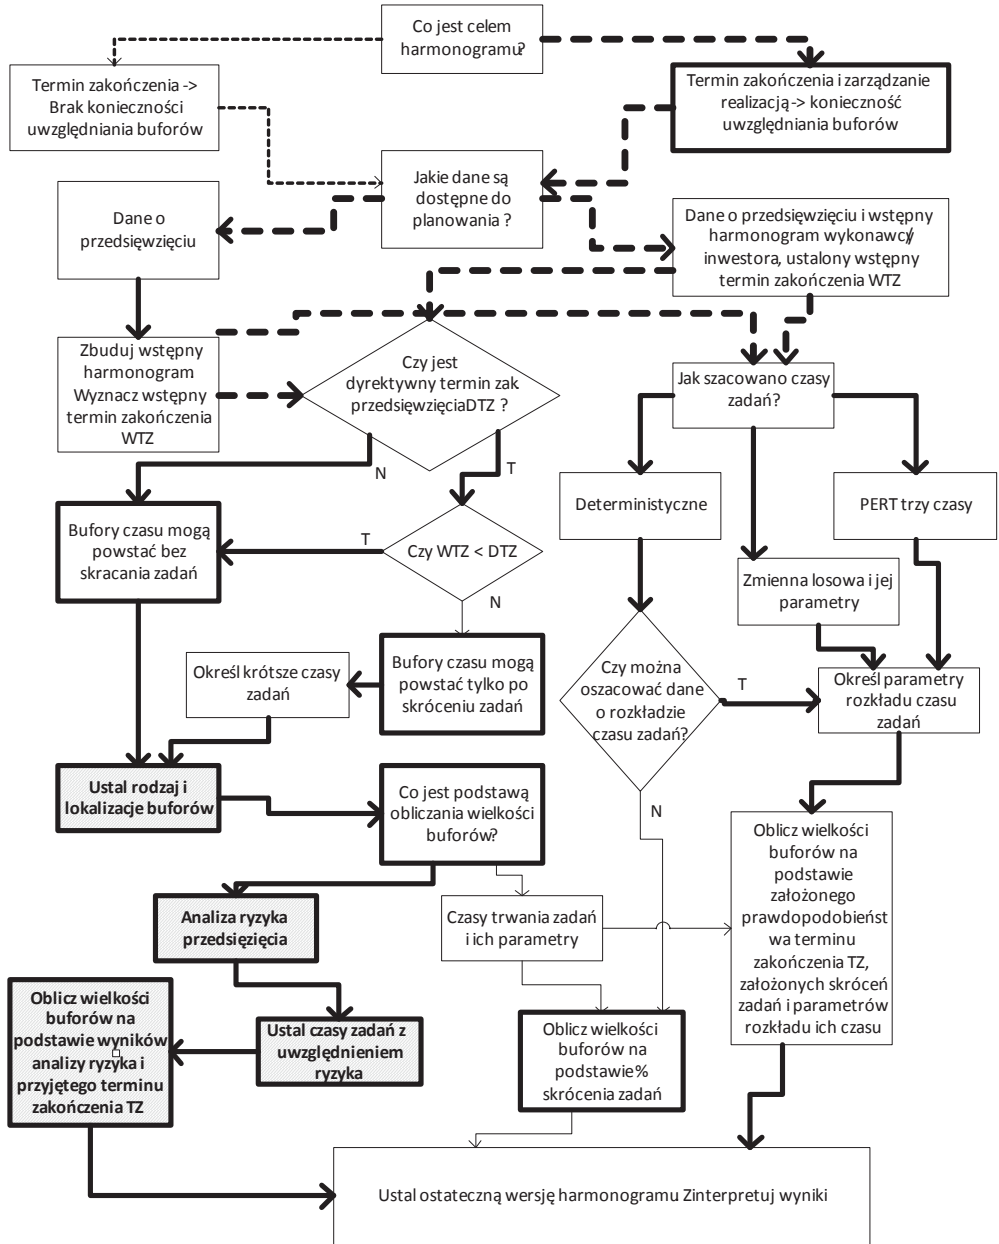 Co jest celem
harmonogramu?
Termin zakończenia ->
Brak konieczności
uwzględniania buforów
Termin zakończenia i zarządzanie
realizacją-> konieczność
uwzględniania buforów
Jakie dane są
dostępne do
planowania ?
Dane o
przedsięwzięciu
Dane o przedsięwzięciu i wstępny
harmonogram wykonawcy/
inwestora, ustalony wstępny
termin zakończenia WTZ
Zbuduj wstępny
harmonogram
Wyznacz wstępny
termin zakończenia
WTZ
Czy jest
dyrektywny termin zak.
przedsięwzięciaDTZ ?
Jak szacowano czasy
zadań?
N
T
Deterministyczne
PERT trzy czasy
Bufory czasu mogą
powstać bez
skracania zadań
T
Czy WTZ < DTZ
N
Zmienna losowa i jej
parametry
Określ krótsze czasy
zadań
Bufory czasu mogą
powstać tylko po
skróceniu zadań
Czy można
oszacować dane
o rozkładzie
czasu zadań?
T
Określ parametry
rozkładu czasu
zadań
Ustal rodzaj i
lokalizacje buforów
Co jest podstawą
obliczania wielkości
buforów?
N
Oblicz wielkości
buforów na
podstawie
założonego
prawdopodobieńst
wa terminu
zakończenia TZ,
założonych skróceń
zadań i parametrów
rozkładu ich czasu
Analiza ryzyka
przedsięzięcia
Czasy trwania zadań
i ich parametry
Oblicz wielkości
buforów na
podstawie wyników
analizy ryzyka i
przyjętego terminu
zakończenia TZ
Ustal czasy zadań z
uwzględnieniem
ryzyka
Oblicz wielkości
buforów na
podstawie%
skrócenia zadań
Ustal ostateczną wersję harmonogramu Zinterpretuj wyniki